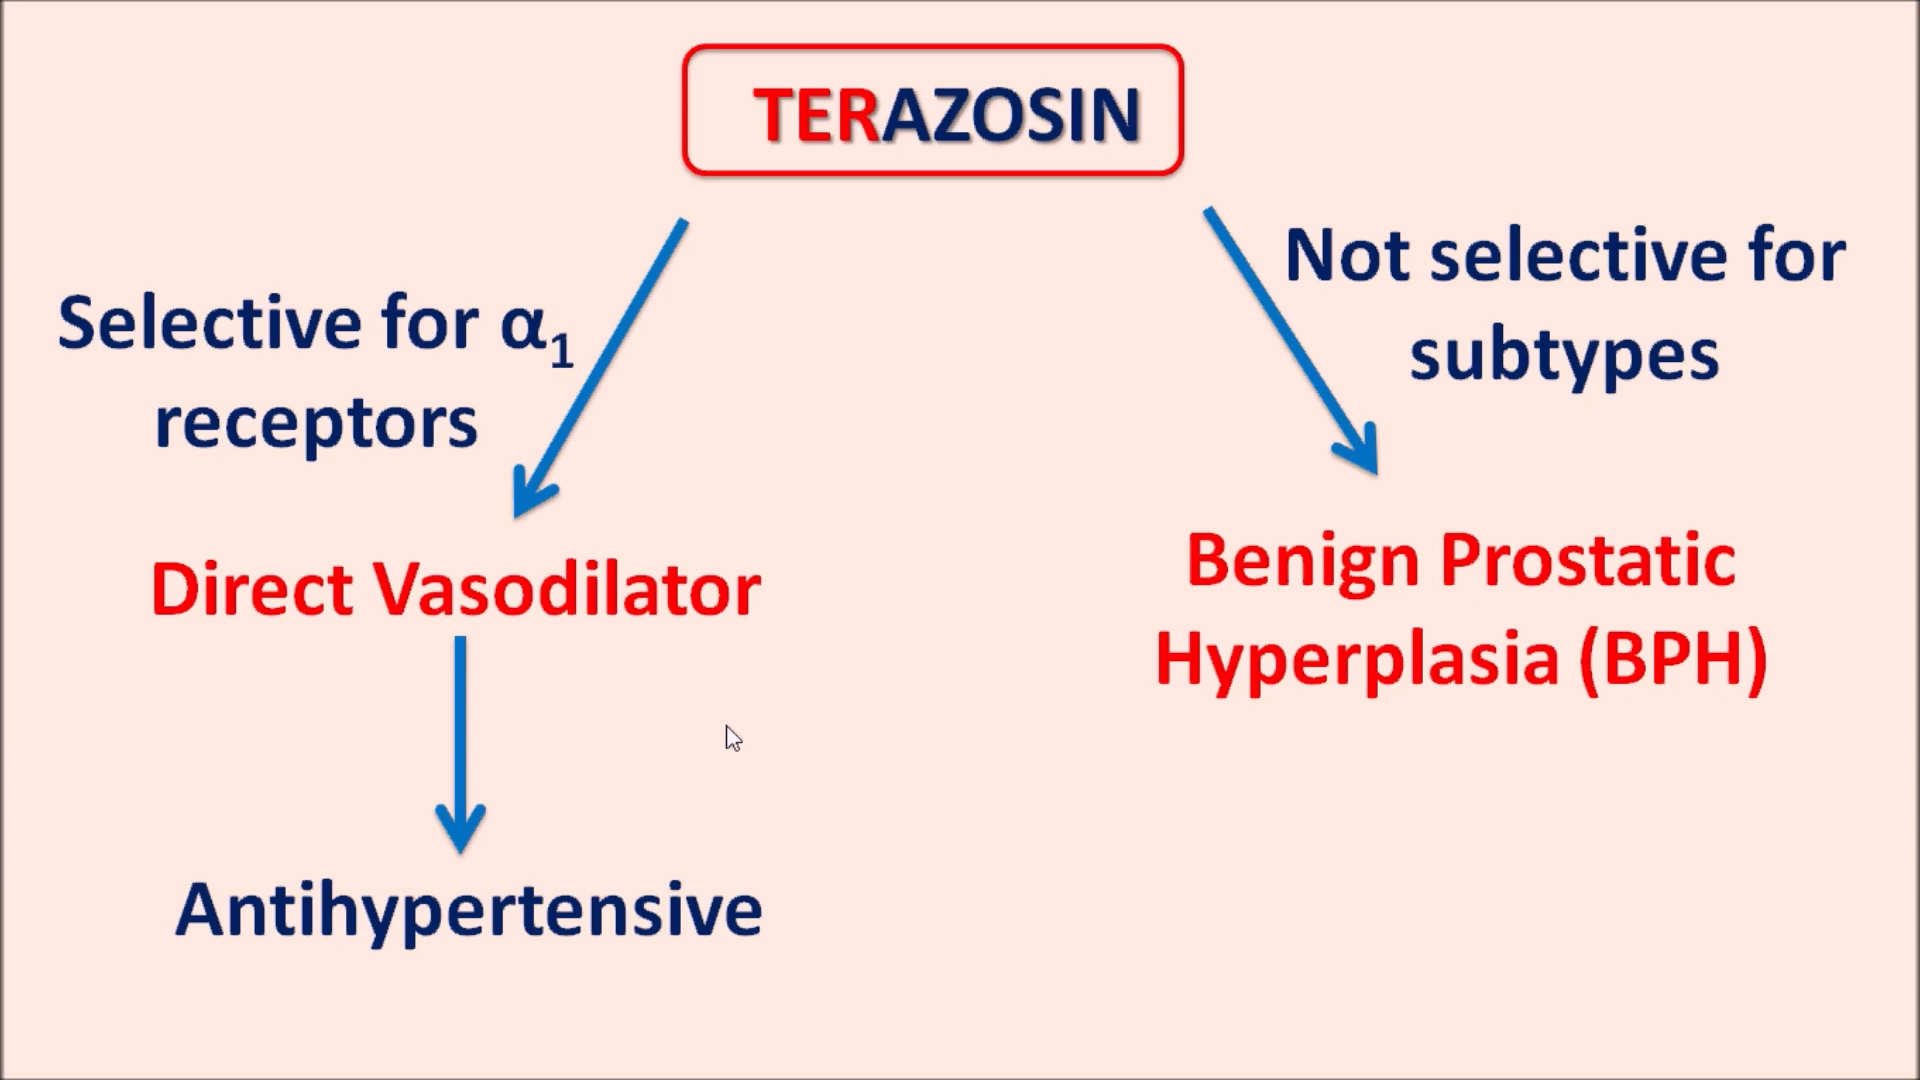 TERAZOSIN
Selective for α₁
receptors
Not selective for
subtypes
Direct Vasodilator
Benign Prostatic
Hyperplasia (BPH)
Antihypertensive